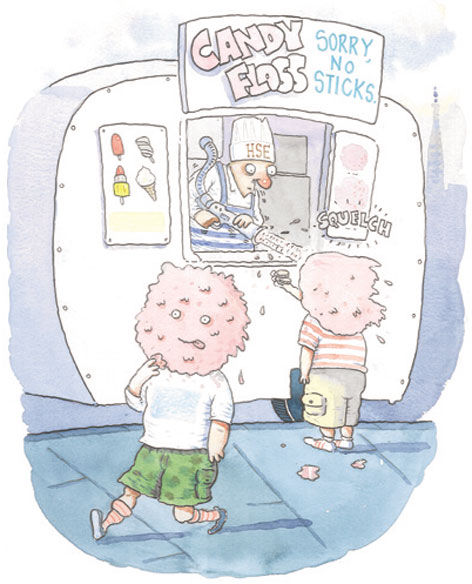 CANDY
FLOSS
SORRY,
NO
STICKS.
HSE
SQUELCH